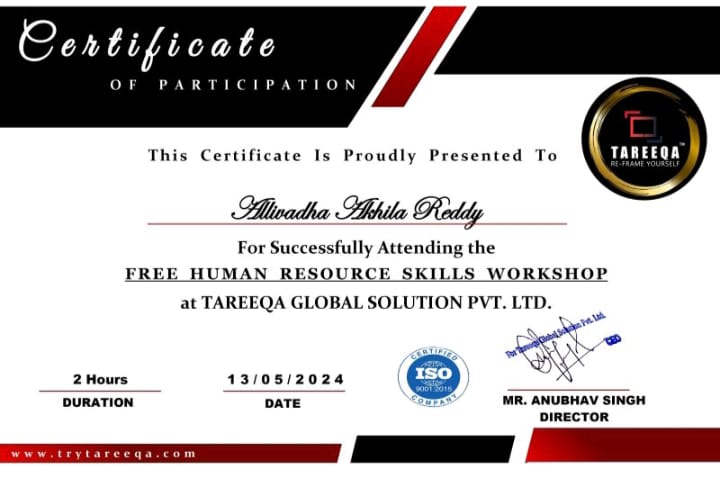 Certificate
OF PARTICIPATION
TAREEQA™
RE-FRAME YOURSELF
This Certificate Is Proudly Presented To
Allivadha Akhila Reddy
For Successfully Attending the
FREE HUMAN RESOURCE SKILLS WORKSHOP
at TAREEQA GLOBAL SOLUTION PVT. LTD.
For Tareeqa Global Solution Pvt. Ltd.
CEO
2 Hours
DURATION
13/05/2024
DATE
CERTIFIED
ISO
9001:2015
COMPANY
MR. ANUBHAV SINGH
DIRECTOR
www.trytareeqa.com